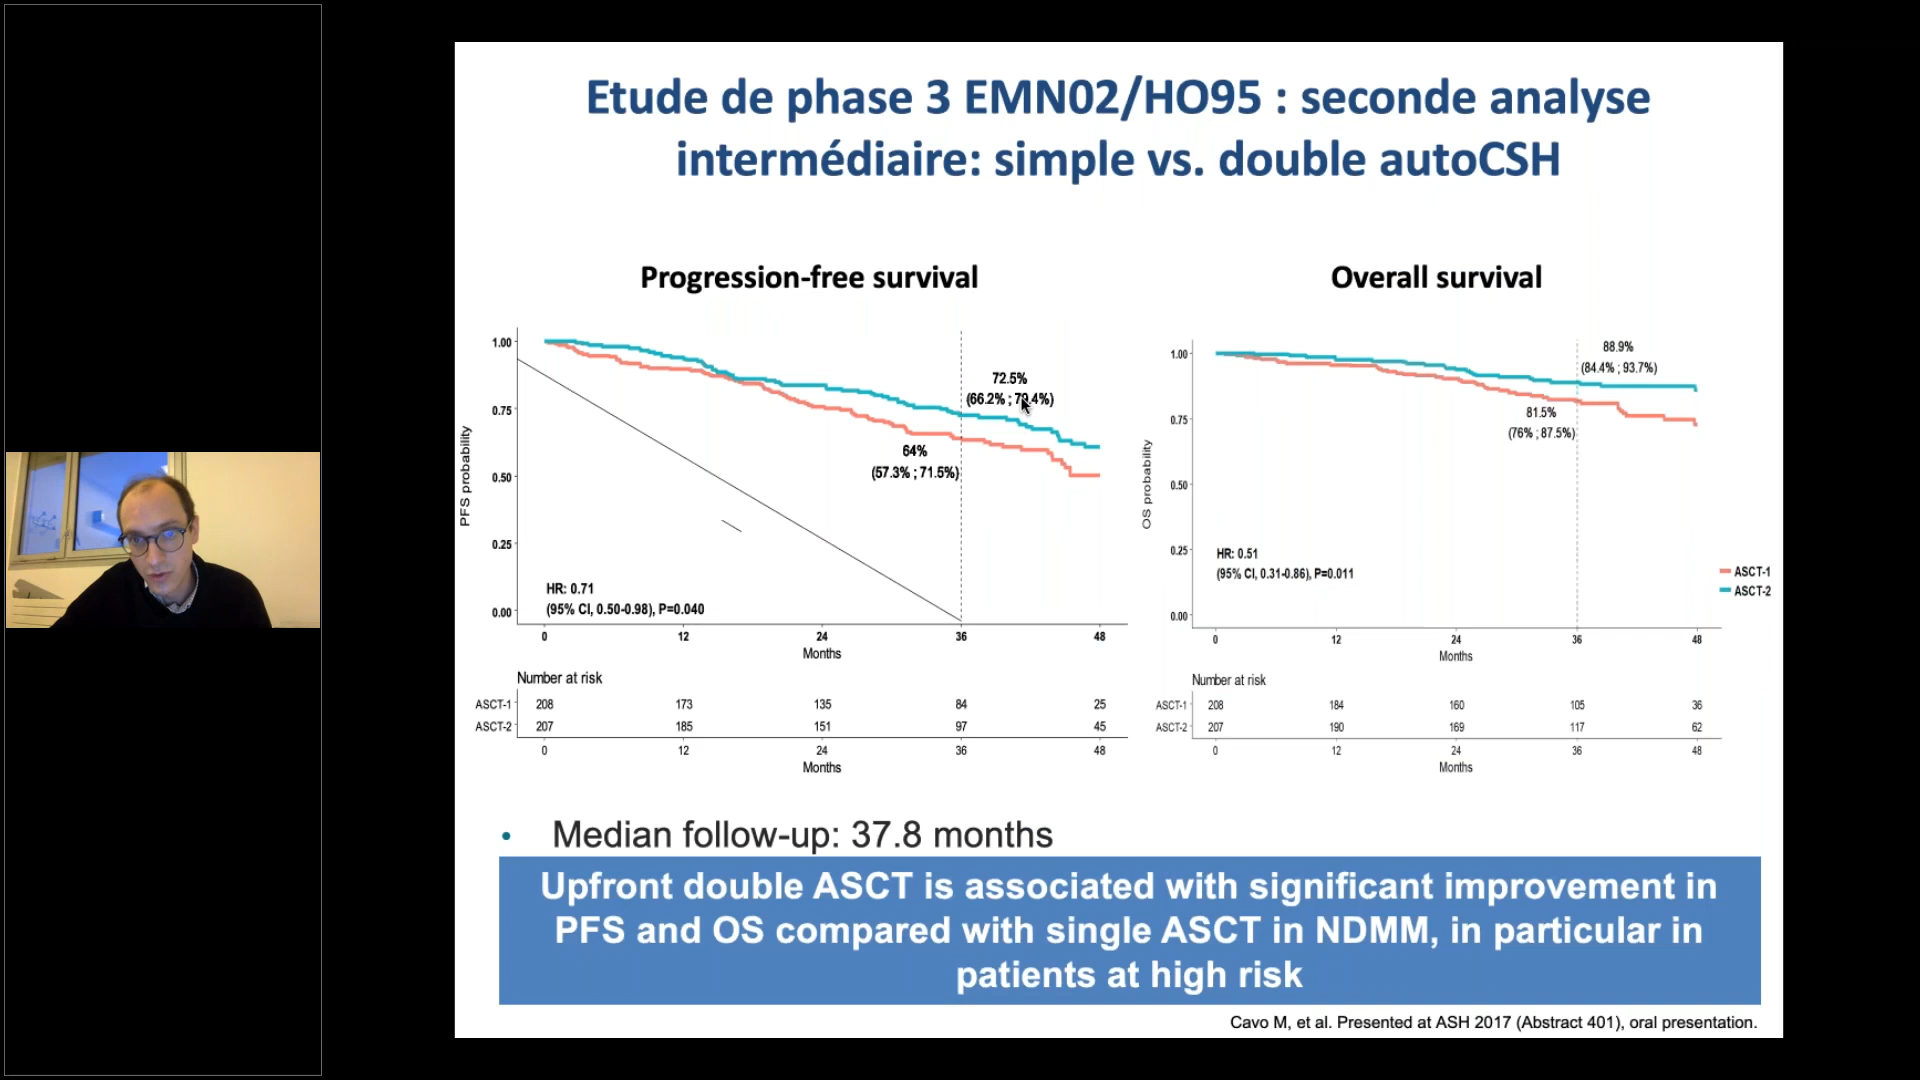 Etude de phase 3 EMN02/HO95 : seconde analyse
intermédiaire: simple vs. double autoCSH
Progression-free survival
PFS probability
1.00
0.75
0.50
0.25
0.00
72.5%
(66.2% ; 79.4%)
64%
(57.3% ; 71.5%)
HR: 0.71
(95% CI, 0.50-0.98), P=0.040
0 12 24 36 48
Months
Number at risk
ASCT-1 208 173 135 84 25
ASCT-2 207 185 151 97 45
0 12 24 36 48
Months
Overall survival
OS probability
1.00
0.75
0.50
0.25
0.00
88.9%
(84.4% ; 93.7%)
81.5%
(76% ; 87.5%)
HR: 0.51
(95% CI, 0.31-0.86), P=0.011
ASCT-1
ASCT-2
0 12 24 36 48
Months
Number at risk
ASCT-1 208 184 160 105 36
ASCT-2 207 190 169 117 62
0 12 24 36 48
Months
• Median follow-up: 37.8 months
Upfront double ASCT is associated with significant improvement in
PFS and OS compared with single ASCT in NDMM, in particular in
patients at high risk
Cavo M, et al. Presented at ASH 2017 (Abstract 401), oral presentation.